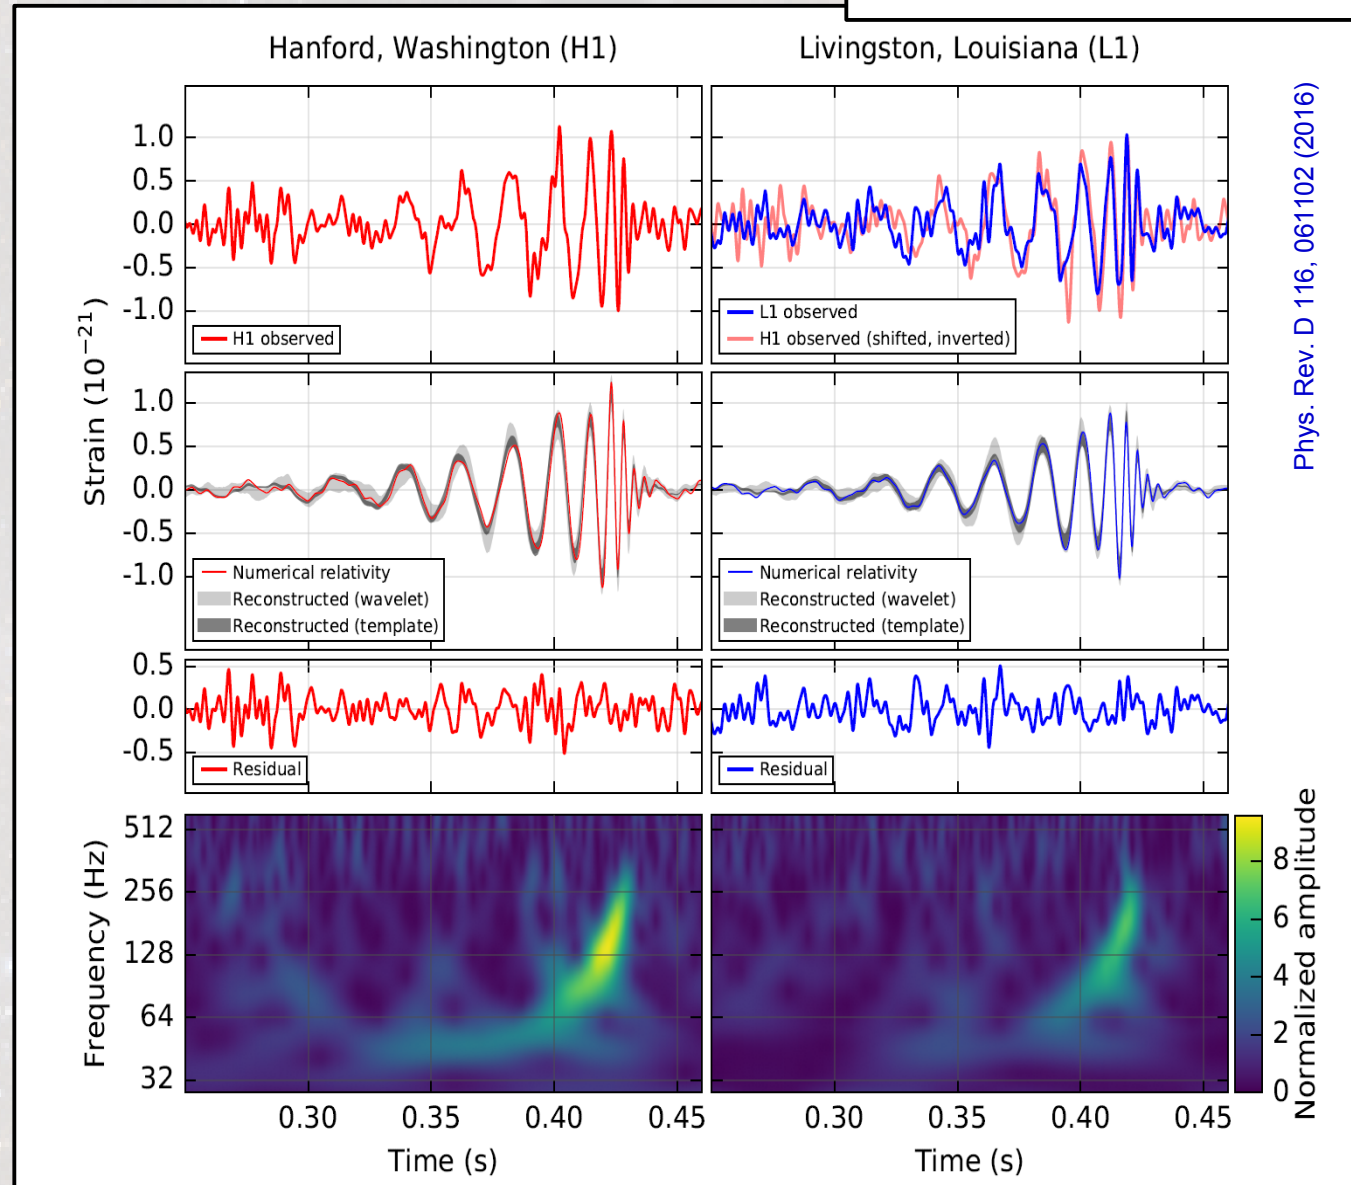 Hanford, Washington (H1)
Livingston, Louisiana (L1)
Phys. Rev. D 116, 061102 (2016)
Strain (10⁻²¹)
1.0
0.5
0.0
-0.5
-1.0
H1 observed
L1 observed
H1 observed (shifted, inverted)
1.0
0.5
0.0
-0.5
-1.0
Numerical relativity
Reconstructed (wavelet)
Reconstructed (template)
Numerical relativity
Reconstructed (wavelet)
Reconstructed (template)
0.5
0.0
-0.5
Residual
Residual
Frequency (Hz)
512
256
128
64
32
Normalized amplitude
8
6
4
2
0
0.30 0.35 0.40 0.45
0.30 0.35 0.40 0.45
Time (s)
Time (s)